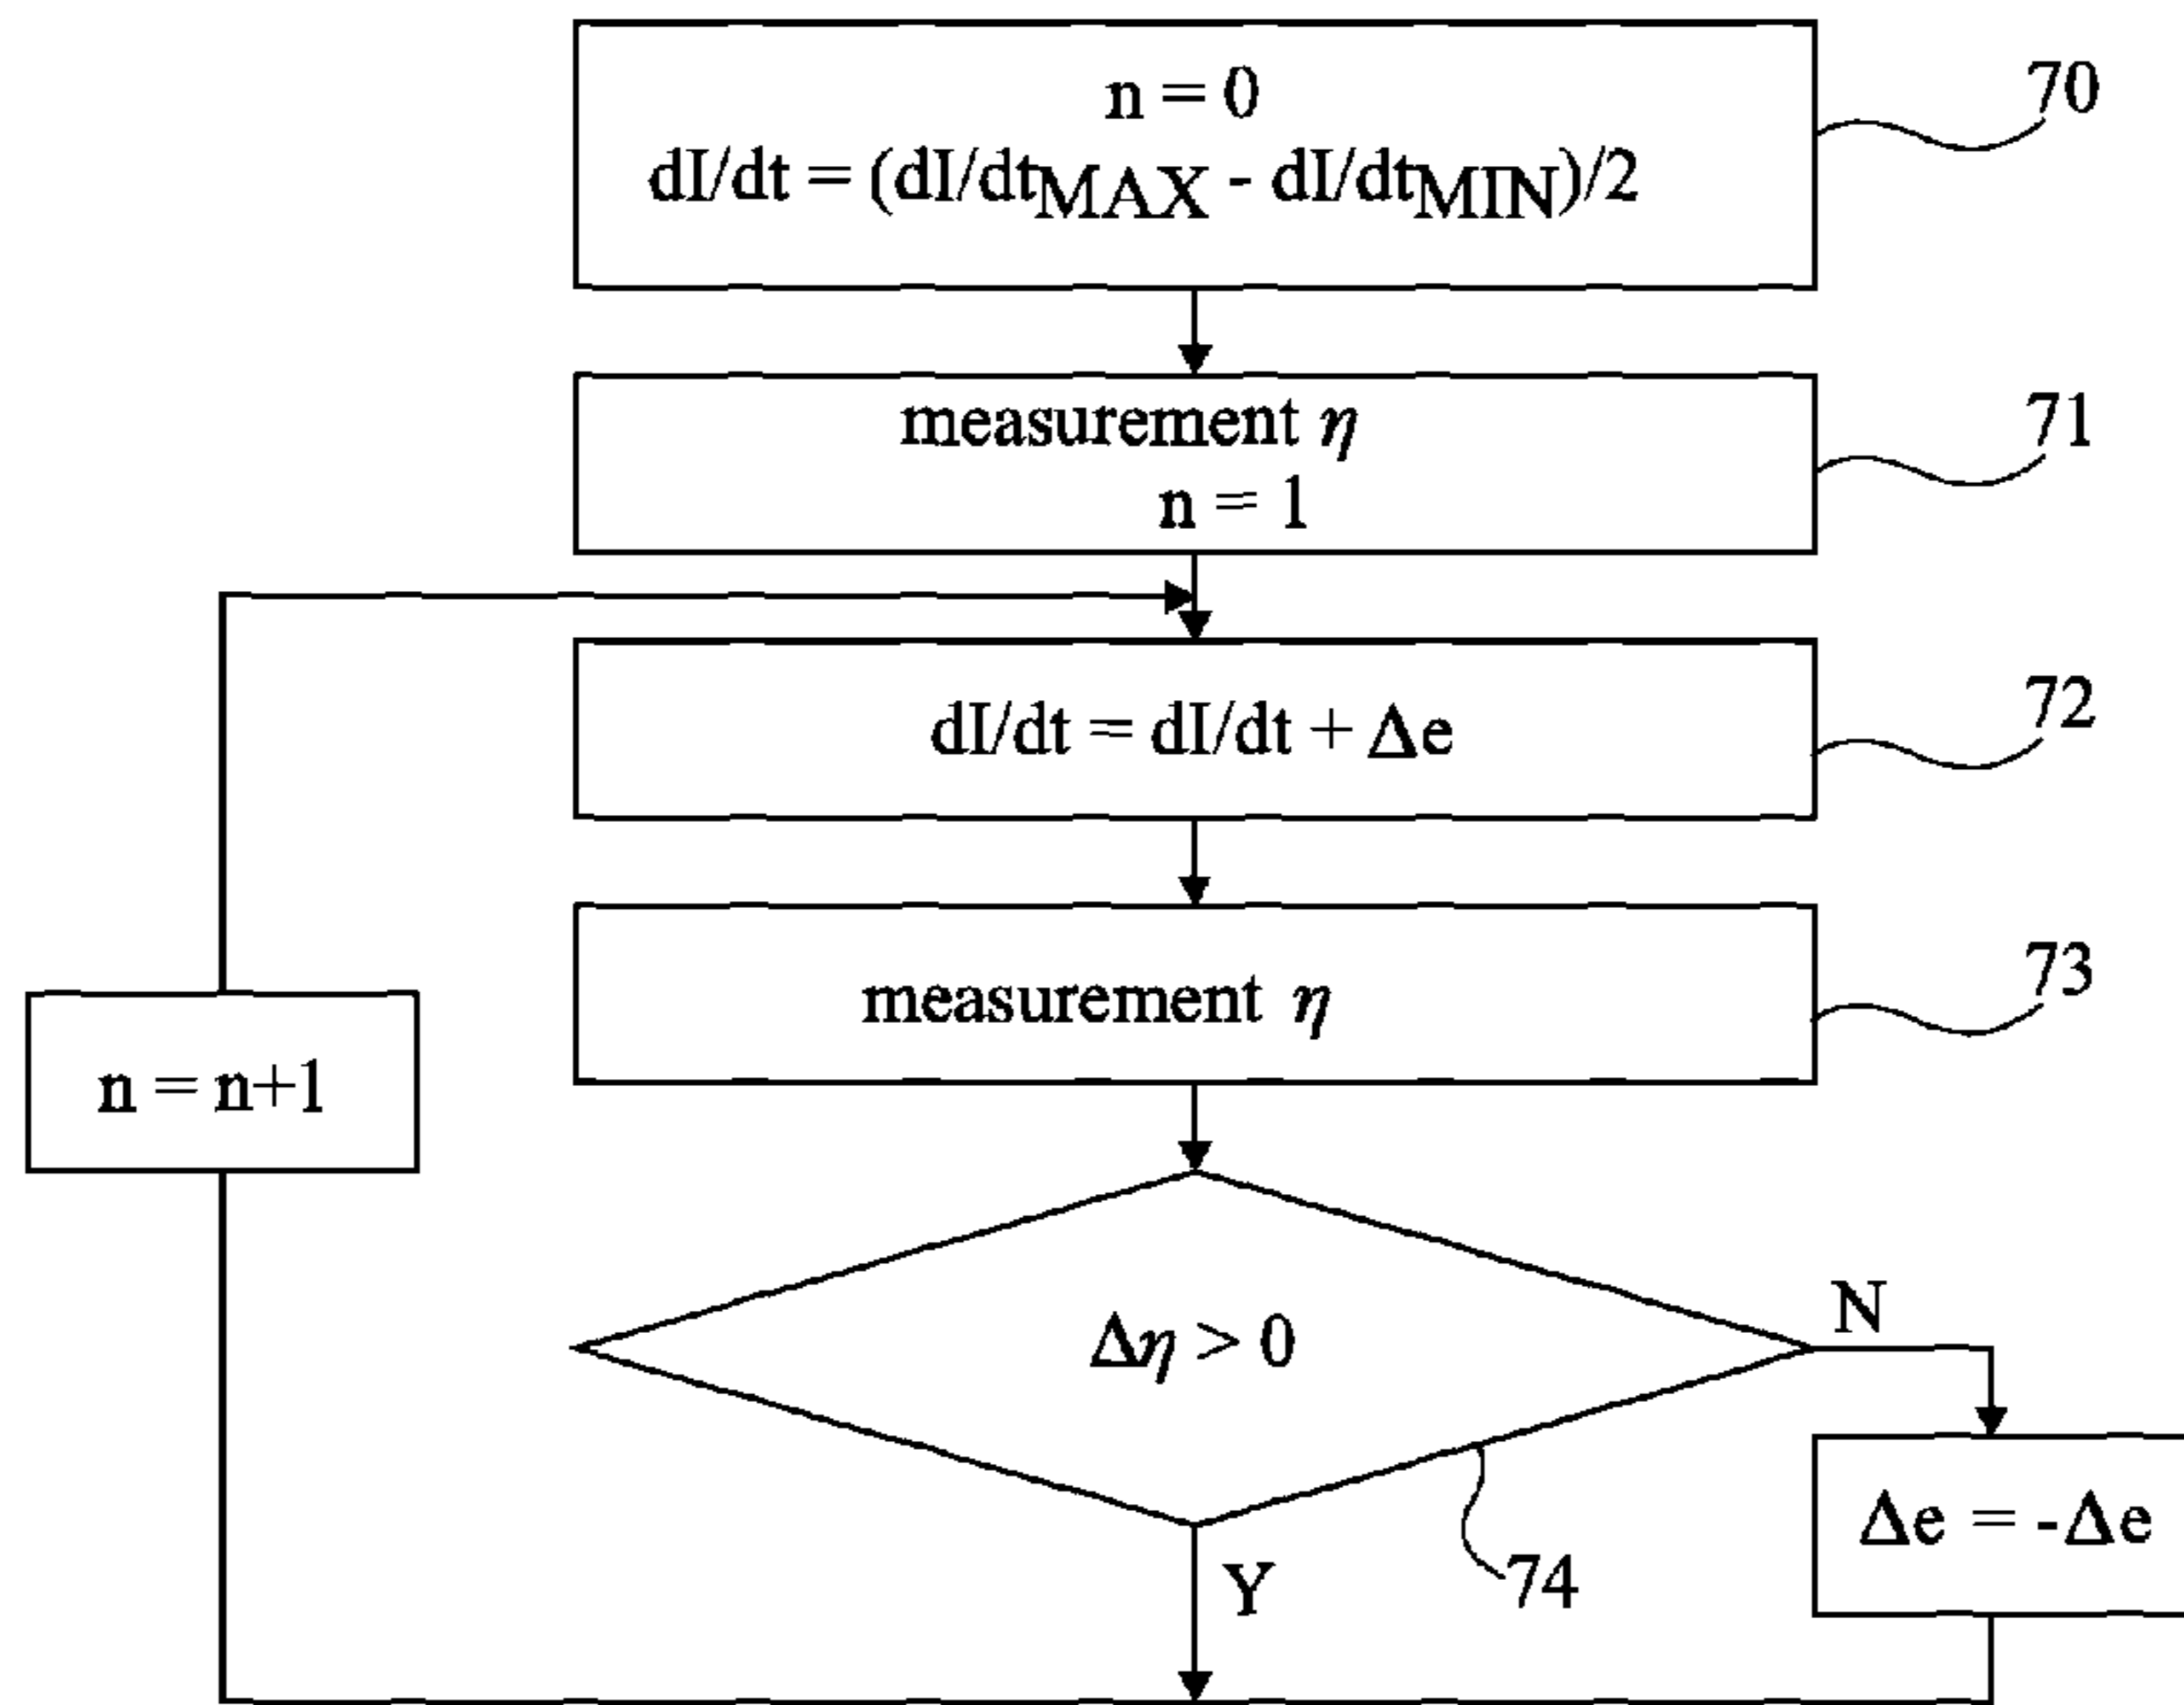 n = 0
dI/dt = (dI/dtMAX - dI/dtMIN)/2
70
measurement η
n = 1
71
dI/dt = dI/dt + Δe
72
measurement η
73
n = n+1
Δη > 0
N
Δe = -Δe
74
Y